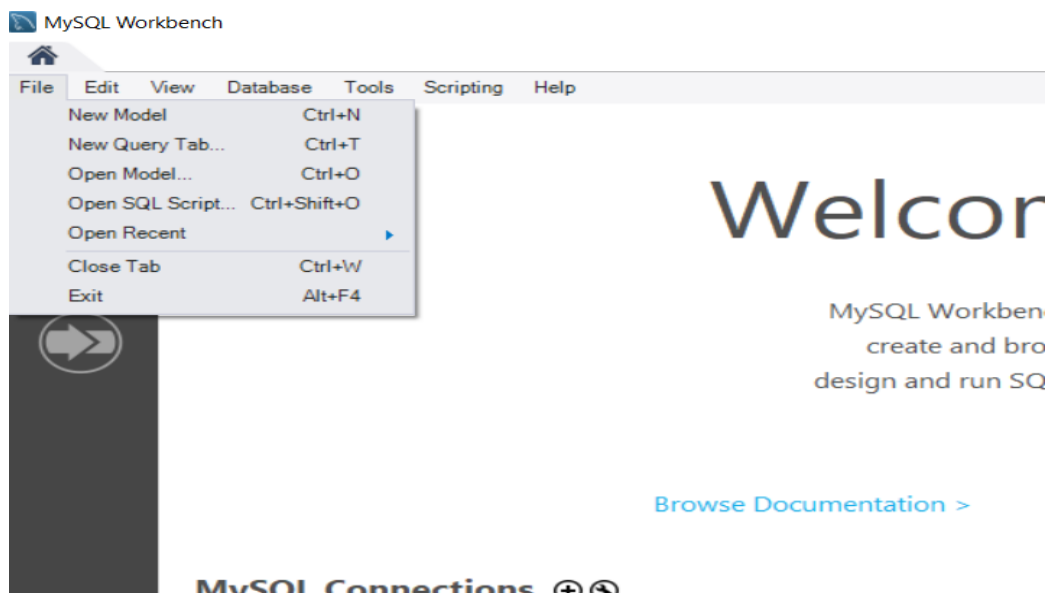 MySQL Workbench
File Edit View Database Tools Scripting Help
New Model Ctrl+N
New Query Tab... Ctrl+T
Open Model... Ctrl+O
Open SQL Script... Ctrl+Shift+O
Open Recent
Close Tab Ctrl+W
Exit Alt+F4
Welcom
MySQL Workben
create and bro
design and run SQ
Browse Documentation >
MySQL Connections